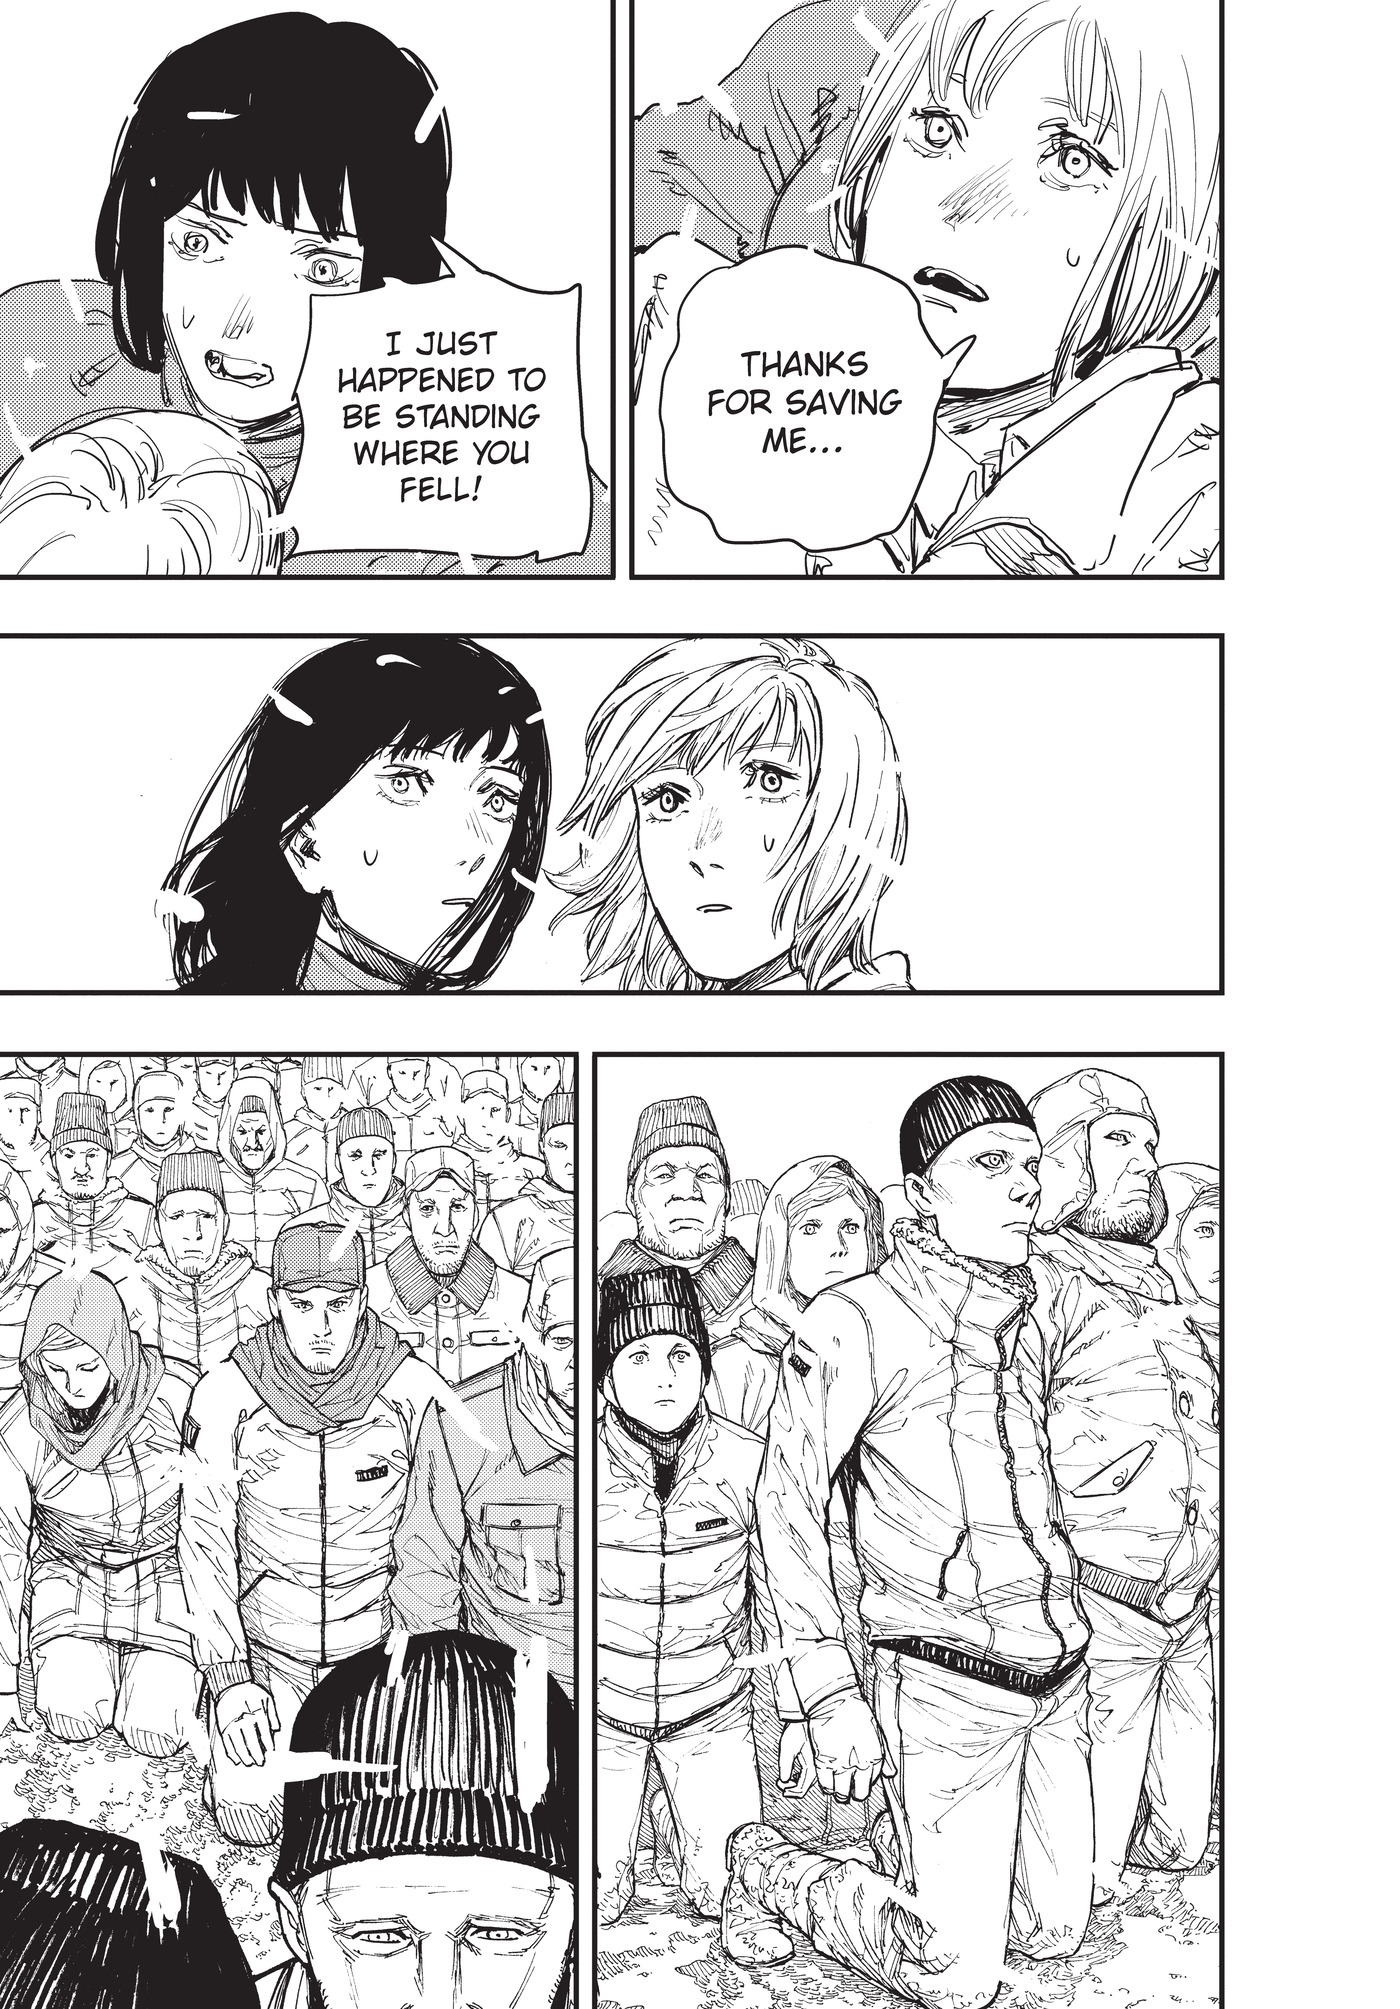 THANKS
FOR SAVING
ME...
I JUST
HAPPENED TO
BE STANDING
WHERE YOU
FELL!